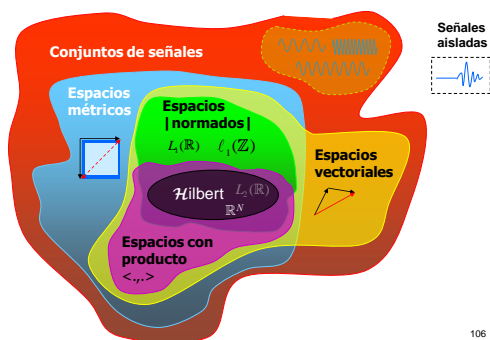 Conjuntos de señales
Señales
aisladas
Espacios
métricos
Espacios
|normados|
L₁(ℝ) ℓ₁(ℤ)
Espacios
vectoriales
ℋilbert L₂(ℝ)
ℝᴺ
Espacios con
producto
<.,.>
106